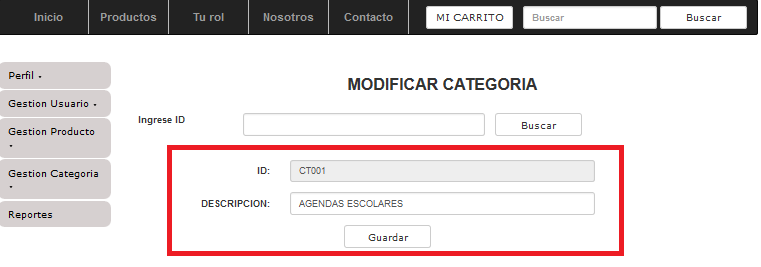 Inicio Productos Tu rol Nosotros Contacto MI CARRITO Buscar Buscar
Perfil
Gestion Usuario
Gestion Producto
Gestion Categoria
Reportes
MODIFICAR CATEGORIA
Ingrese ID Buscar
ID: CT001
DESCRIPCION: AGENDAS ESCOLARES
Guardar